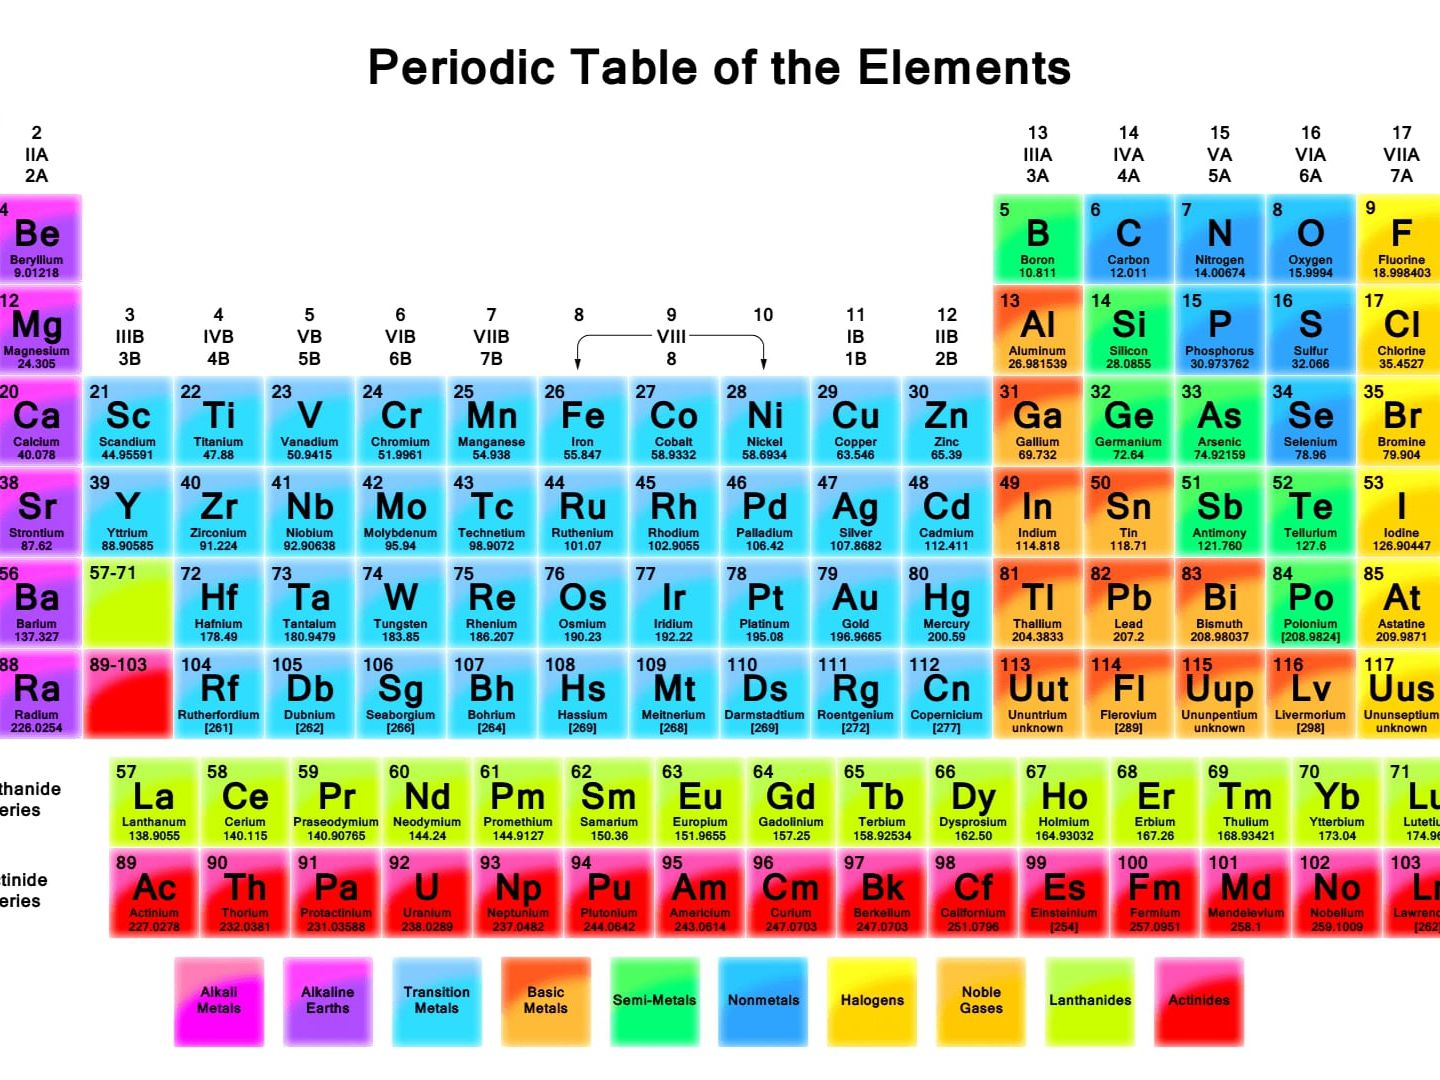 Periodic Table of the Elements
2 13 14 15 16 17
IIA IIIA IVA VA VIA VIIA
2A 3A 4A 5A 6A 7A
4 5 6 7 8 9
Be B C N O F
Beryllium Boron Carbon Nitrogen Oxygen Fluorine
9.01218 10.811 12.011 14.00674 15.9994 18.998403
12 13 14 15 16 17
Mg 3 4 5 6 7 8 9 10 11 12 Al Si P S Cl
IIIB IVB VB VIB VIIB VIII IB IIB
Magnesium Aluminum Silicon Phosphorus Sulfur Chlorine
24.305 3B 4B 5B 6B 7B 8 1B 2B 26.981539 28.0855 30.973762 32.066 35.4527
20 21 22 23 24 25 26 27 28 29 30 31 32 33 34 35
Ca Sc Ti V Cr Mn Fe Co Ni Cu Zn Ga Ge As Se Br
Calcium Scandium Titanium Vanadium Chromium Manganese Iron Cobalt Nickel Copper Zinc Gallium Germanium Arsenic Selenium Bromine
40.078 44.95591 47.88 50.9415 51.9961 54.938 55.847 58.9332 58.6934 63.546 65.39 69.732 72.64 74.92159 78.96 79.904
38 39 40 41 42 43 44 45 46 47 48 49 50 51 52 53
Sr Y Zr Nb Mo Tc Ru Rh Pd Ag Cd In Sn Sb Te I
Strontium Yttrium Zirconium Niobium Molybdenum Technetium Ruthenium Rhodium Palladium Silver Cadmium Indium Tin Antimony Tellurium Iodine
87.62 88.90585 91.224 92.90638 95.94 98.9072 101.07 102.9055 106.42 107.8682 112.411 114.818 118.71 121.760 127.6 126.90447
56 57-71 72 73 74 75 76 77 78 79 80 81 82 83 84 85
Ba Hf Ta W Re Os Ir Pt Au Hg Tl Pb Bi Po At
Barium Hafnium Tantalum Tungsten Rhenium Osmium Iridium Platinum Gold Mercury Thallium Lead Bismuth Polonium Astatine
137.327 178.49 180.9479 183.85 186.207 190.23 192.22 195.08 196.9665 200.59 204.3833 207.2 208.98037 [208.9824] 209.9871
88 89-103 104 105 106 107 108 109 110 111 112 113 114 115 116 117
Ra Rf Db Sg Bh Hs Mt Ds Rg Cn Uut Fl Uup Lv Uus
Radium Rutherfordium Dubnium Seaborgium Bohrium Hassium Meitnerium Darmstadtium Roentgenium Copernicium Ununtrium Flerovium Ununpentium Livermorium Ununseptium
226.0254 [261] [262] [266] [264] [269] [268] [269] [272] [277] unknown [289] unknown [298] unknown
57 58 59 60 61 62 63 64 65 66 67 68 69 70 71
thanide La Ce Pr Nd Pm Sm Eu Gd Tb Dy Ho Er Tm Yb Lu
eries Lanthanum Cerium Praseodymium Neodymium Promethium Samarium Europium Gadolinium Terbium Dysprosium Holmium Erbium Thulium Ytterbium Lutetiu
138.9055 140.115 140.90765 144.24 144.9127 150.36 151.9655 157.25 158.92534 162.50 164.93032 167.26 168.93421 173.04 174.96
89 90 91 92 93 94 95 96 97 98 99 100 101 102 103
tinide Ac Th Pa U Np Pu Am Cm Bk Cf Es Fm Md No Lr
eries Actinium Thorium Protactinium Uranium Neptunium Plutonium Americium Curium Berkelium Californium Einsteinium Fermium Mendelevium Nobelium Lawrenc
227.0278 232.0381 231.03588 238.0289 237.0482 244.0642 243.0614 247.0703 247.0703 251.0796 [254] 257.0951 258.1 259.1009 [262]
Alkali Alkaline Transition Basic Semi-Metals Nonmetals Halogens Noble Lanthanides Actinides
Metals Earths Metals Metals Gases